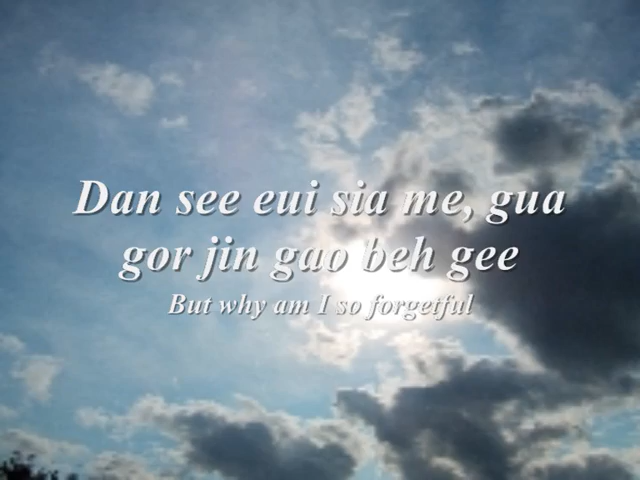 Dan see eui sia me, gua
gor jin gao beh gee
But why am I so forgetful